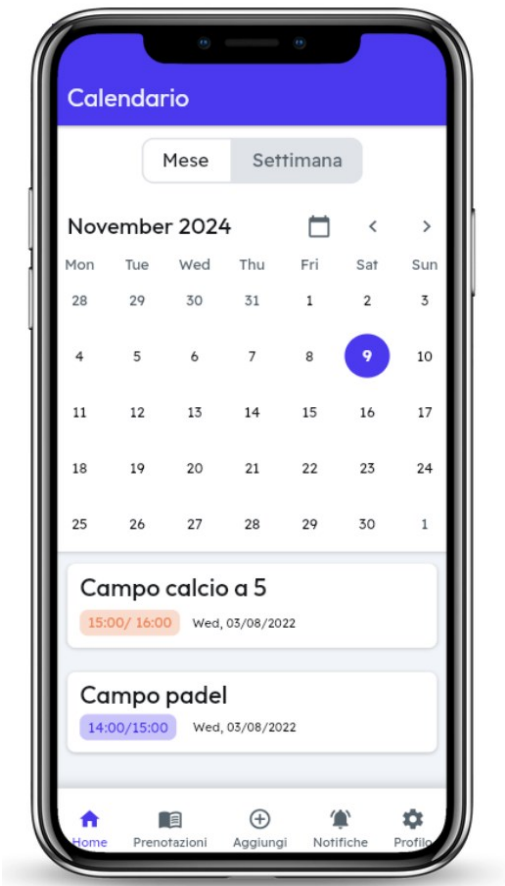 Calendario
Mese Settimana
November 2024
Mon Tue Wed Thu Fri Sat Sun
28 29 30 31 1 2 3
4 5 6 7 8 9 10
11 12 13 14 15 16 17
18 19 20 21 22 23 24
25 26 27 28 29 30 1
Campo calcio a 5
15:00/ 16:00 Wed, 03/08/2022
Campo padel
14:00/15:00 Wed, 03/08/2022
Home Prenotazioni Aggiungi Notifiche Profilo